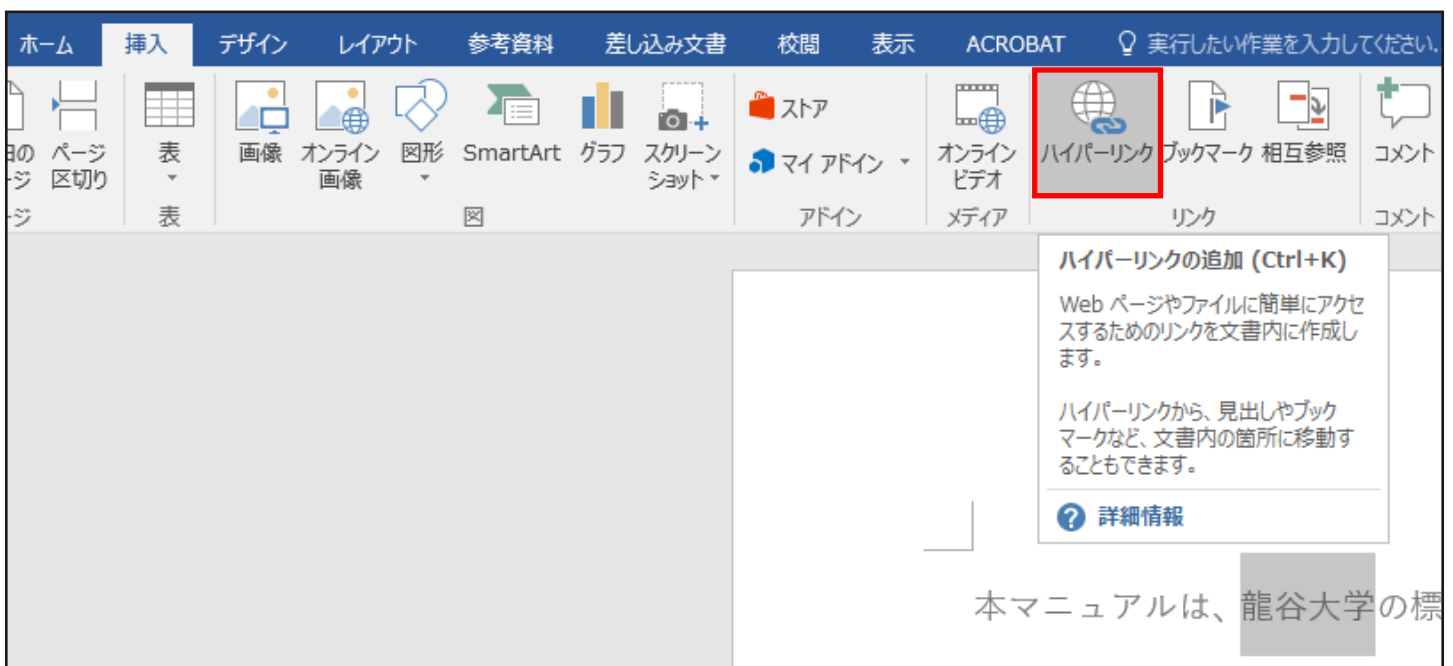 ホーム 挿入 デザイン レイアウト 参考資料 差し込み文書 校閲 表示 ACROBAT 実行したい作業を入力してください.
ページ
区切り
表
画像
オンライン
画像
図形
SmartArt
グラフ
スクリーン
ショット
ストア
マイ アドイン
オンライン
ビデオ
ハイパーリンク
ブックマーク
相互参照
コメント
ージ
表
図
アドイン
メディア
リンク
コメント
ハイパーリンクの追加 (Ctrl+K)
Web ページやファイルに簡単にアクセ
スするためのリンクを文書内に作成し
ます。
ハイパーリンクから、見出しやブック
マークなど、文書内の箇所に移動す
ることもできます。
詳細情報
本マニュアルは、龍谷大学の標